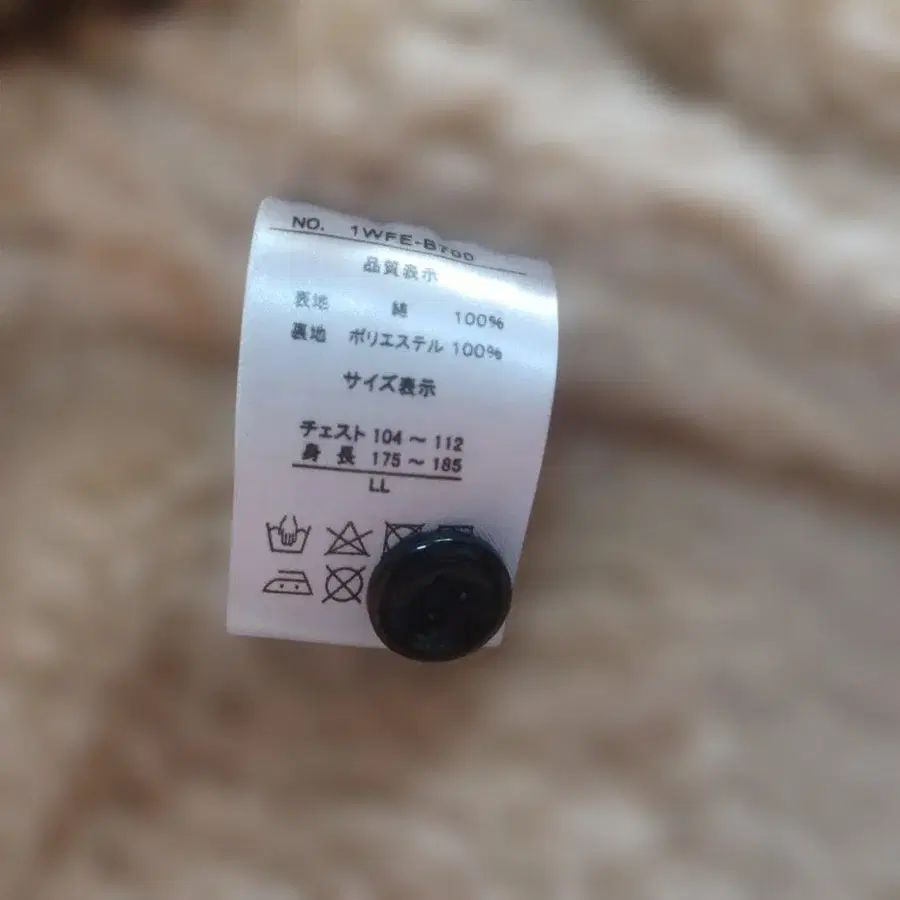 NO. 1WFE-B700
品質表示
表地 綿 100%
裏地 ポリエステル 100%
サイズ表示
チェスト 104 ~ 112
身長 175 ~ 185
LL